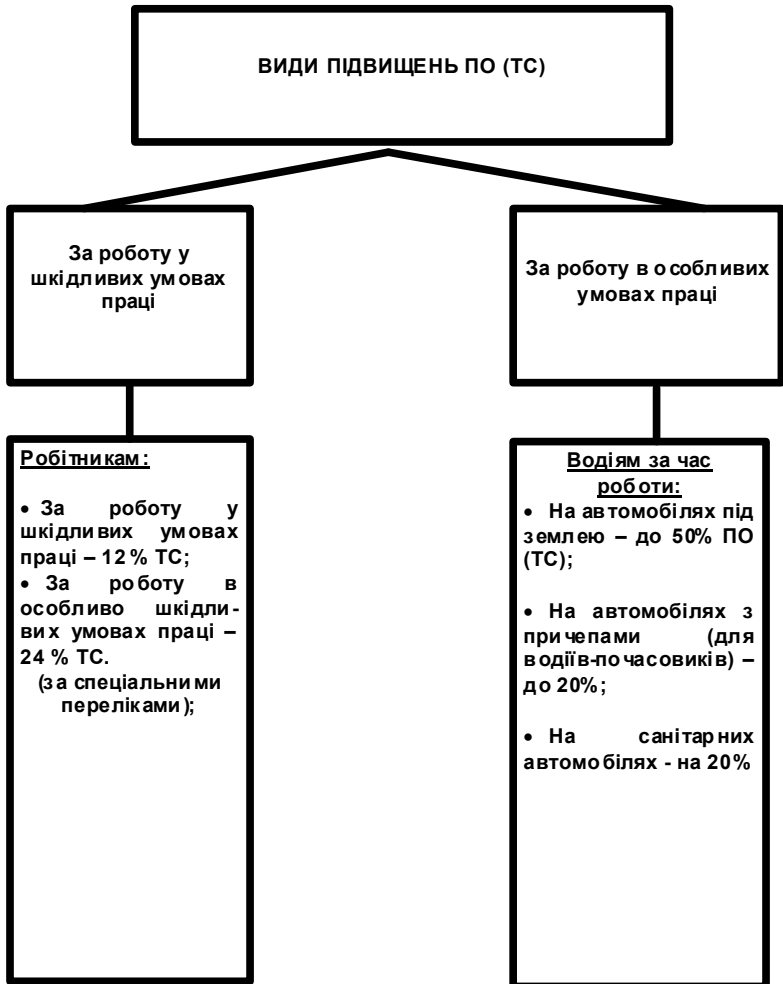 ВИДИ ПІДВИЩЕНЬ ПО (ТС)
За роботу у
шкідливих умовах
праці
За роботу в особливих
умовах праці
Робітникам:
• За роботу у
шкідливих умовах
праці – 12 % ТС;
• За роботу в
особливо шкідли-
вих умовах праці –
24 % ТС.
(за спеціальними
переліками);
Водіям за час
роботи:
• На автомобілях під
землею – до 50% ПО
(ТС);
• На автомобілях з
причепами (для
водіїв-почасовиків) –
до 20%;
• На санітарних
автомобілях - на 20%